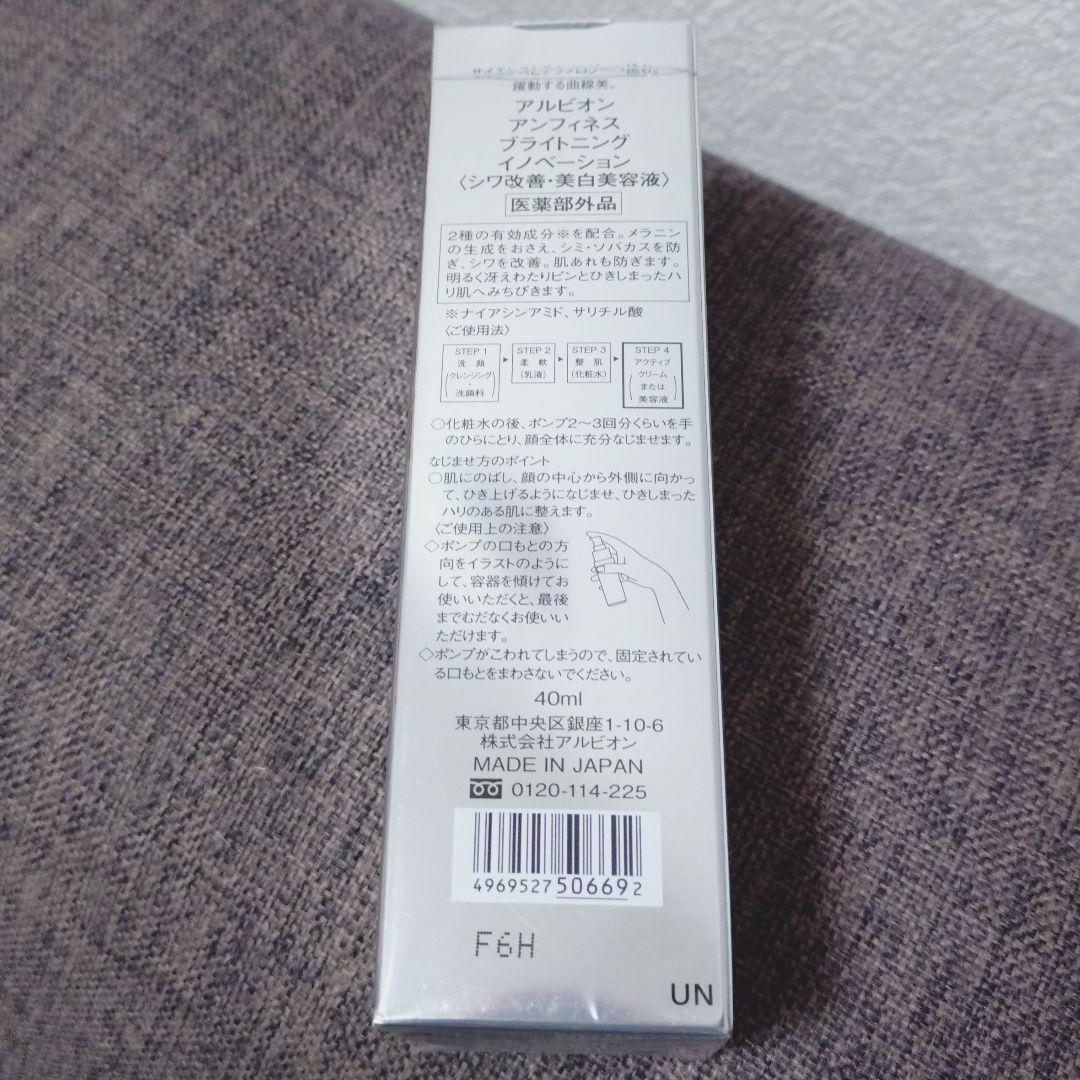 サイエンスとテクノロジー
躍動する曲線美。
アルビオン
アンフィネス
ブライトニング
イノベーション
〈シワ改善・美白美容液〉
医薬部外品
2種の有効成分※を配合。メラニン
の生成をおさえ、シミ・ソバカスを防
ぎ、シワを改善。肌あれも防ぎます。
明るく冴えわたりピンとひきしまったハ
リ肌へみちびきます。
※ナイアシンアミド、サリチル酸
〈ご使用法〉
STEP 1
洗顔
(クレンジング・洗顔料)
STEP 2
柔軟
(乳液)
STEP 3
整肌
(化粧水)
STEP 4
アクティブ
クリーム
または
美容液
○化粧水の後、ポンプ2〜3回分くらいを手
のひらにとり、顔全体に充分なじませます。
なじませ方のポイント
○肌にのばし、顔の中心から外側に向かっ
て、ひき上げるようになじませ、ひきしまった
ハリのある肌に整えます。
〈ご使用上の注意〉
◇ポンプの口もとの方
向をイラストのように
して、容器を傾けてお
使いいただくと、最後
までむだなくお使いい
ただけます。
◇ポンプがこわれてしまうので、固定されてい
る口もとをまわさないでください。
40ml
東京都中央区銀座1-10-6
株式会社アルビオン
MADE IN JAPAN
0120-114-225
4969527506692
F6H
UN